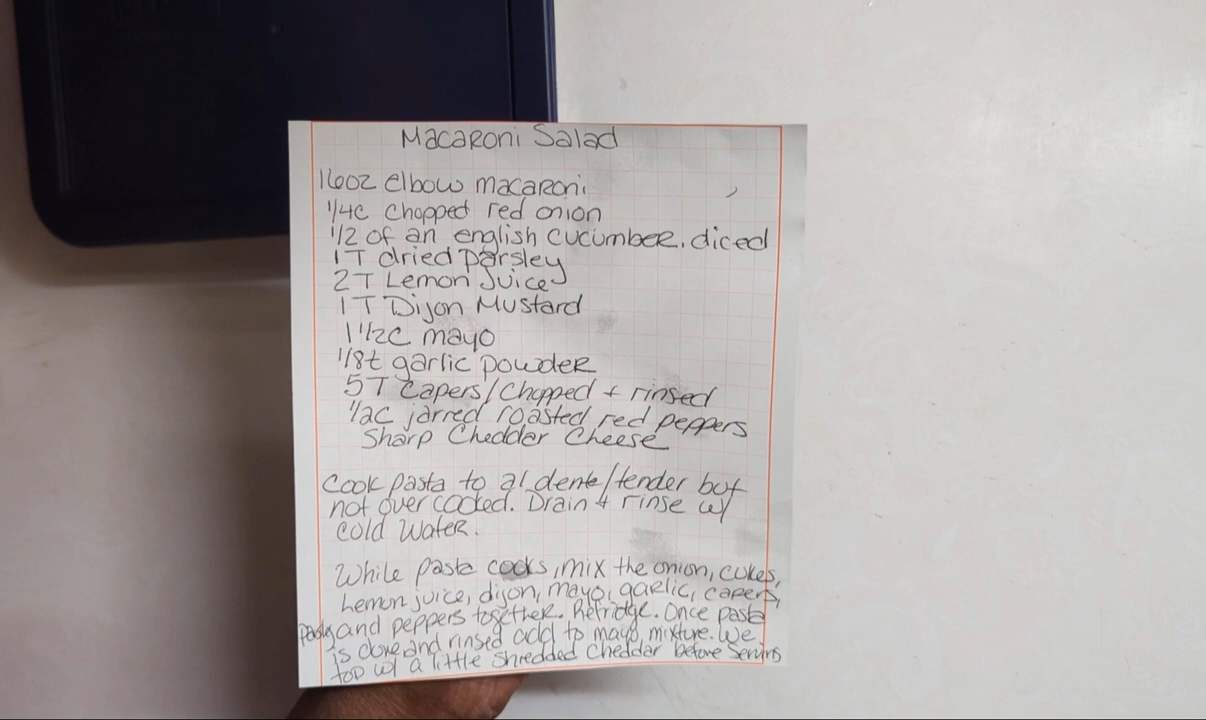 Macaroni Salad
16oz elbow macaroni
1/4c chopped red onion
1/2 of an english cucumber, diced
1T dried parsley
2T Lemon Juice
1T Dijon Mustard
1 1/2c mayo
1/8t garlic powder
5T capers/chopped + rinsed
1/2c jarred roasted red peppers
Sharp Cheddar Cheese
Cook pasta to al dente/tender but
not over cooked. Drain + rinse w/
cold water.
While pasta cooks, mix the onion, cukes,
Lemon juice, dijon, mayo, garlic, capers,
parsley and peppers together. Refridge. Once pasta
is done and rinsed add to mayo mixture. We
top w/ a little shredded cheddar before serving